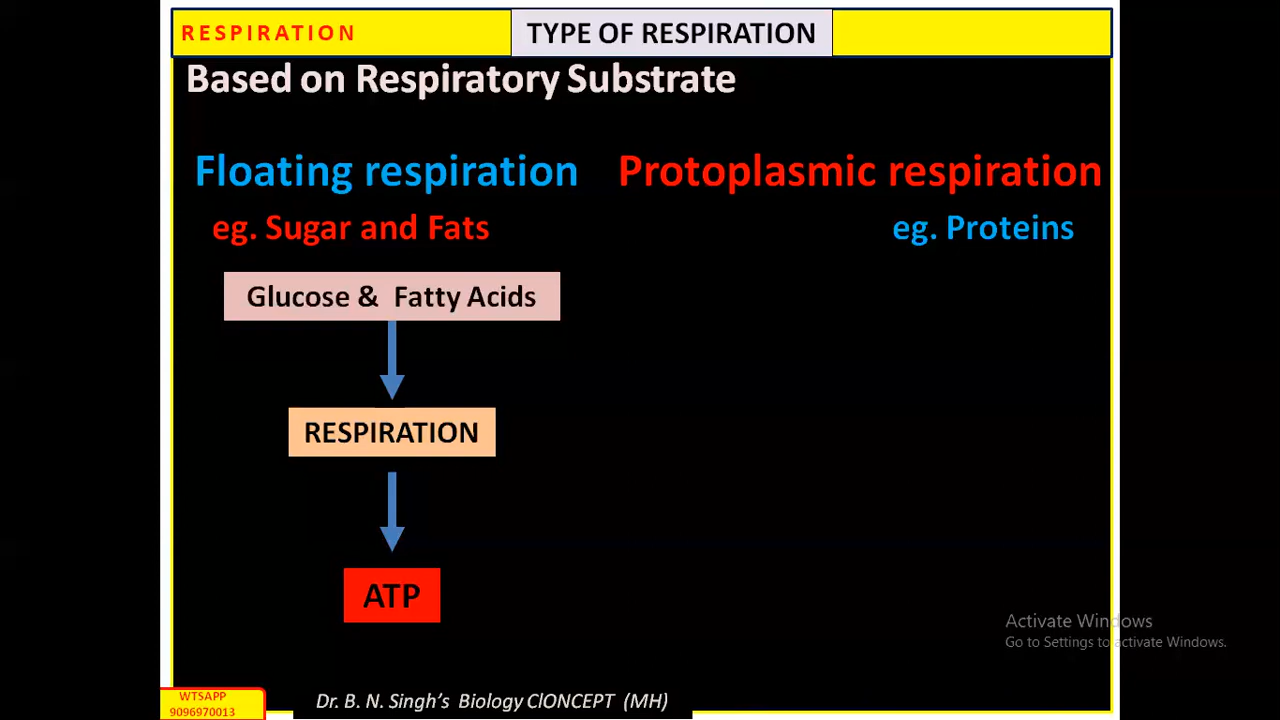 RESPIRATION
TYPE OF RESPIRATION
Based on Respiratory Substrate
Floating respiration
Protoplasmic respiration
eg. Sugar and Fats
eg. Proteins
Glucose & Fatty Acids
RESPIRATION
ATP
Activate Windows
Go to Settings to activate Windows.
WTSAPP
9096970013
Dr. B. N. Singh's Biology ClONCEPT (MH)